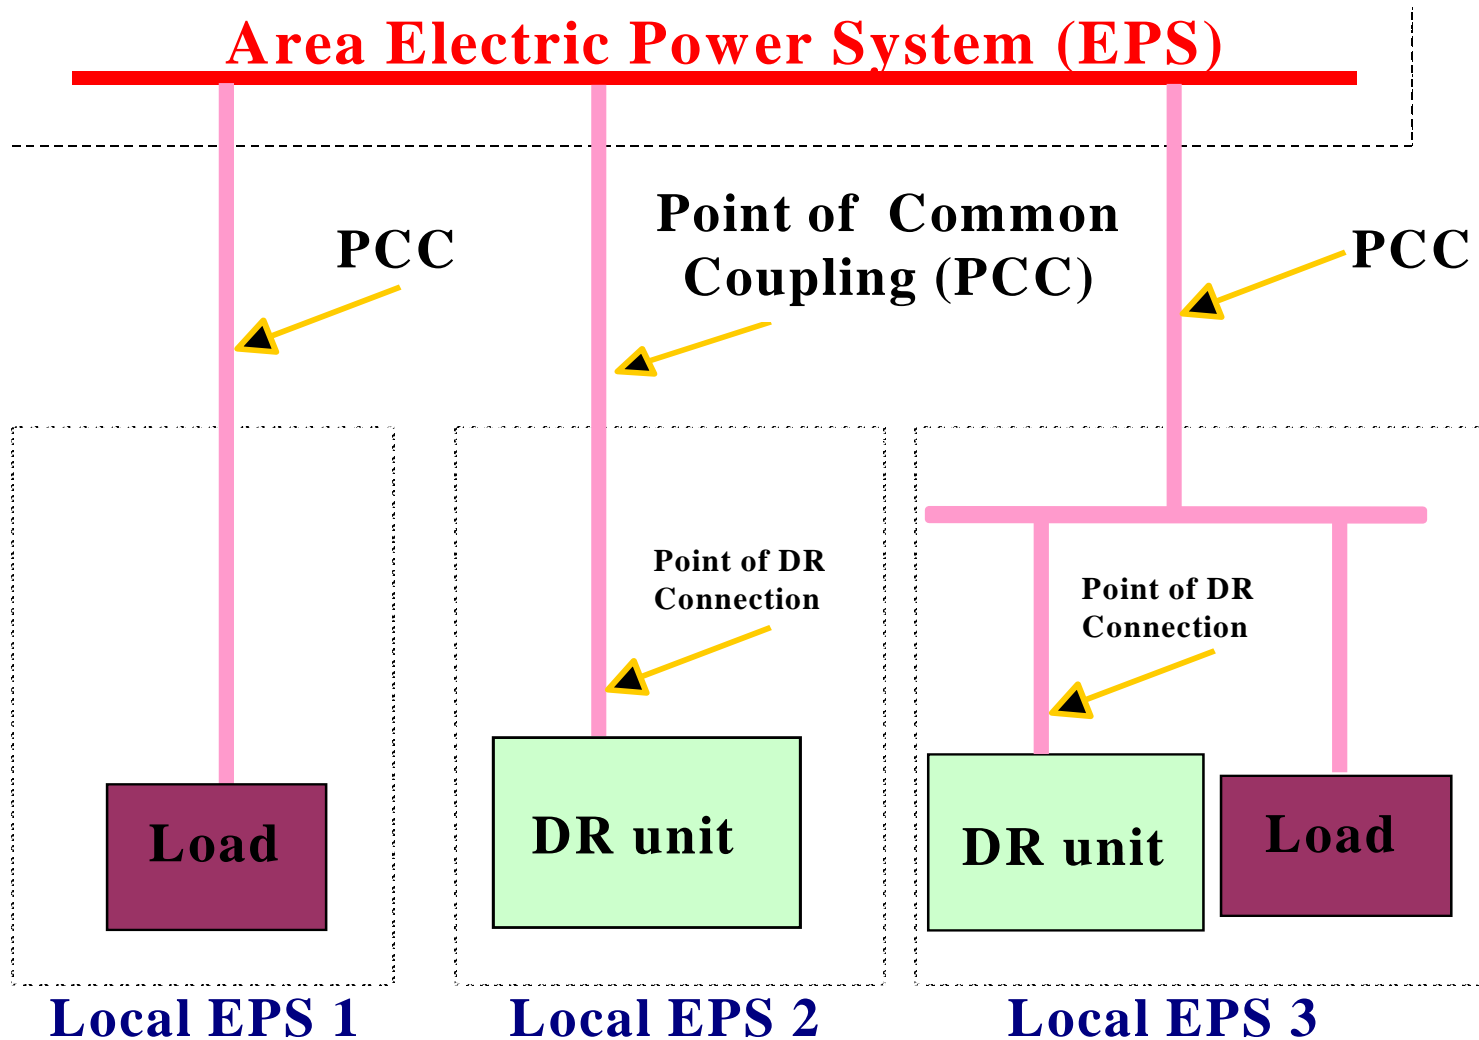 Area Electric Power System (EPS)
PCC
Point of Common
Coupling (PCC)
PCC
Point of DR
Connection
Point of DR
Connection
Load
DR unit
DR unit
Load
Local EPS 1
Local EPS 2
Local EPS 3